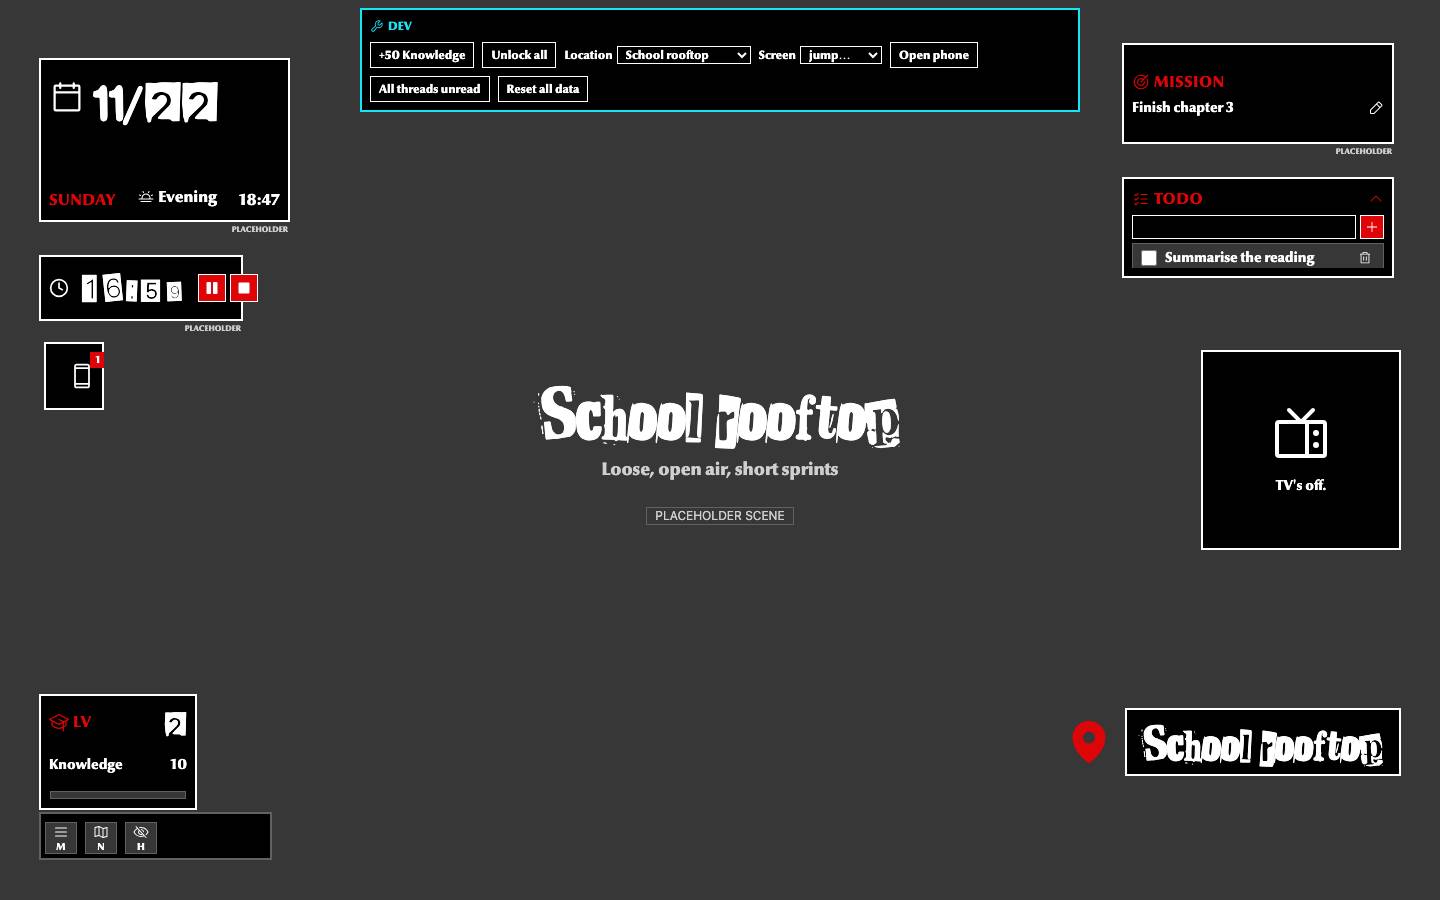 DEV
+50 Knowledge Unlock all Location School rooftop Screen jump... Open phone
All threads unread Reset all data
11/22
SUNDAY Evening 18:47
PLACEHOLDER
16:59
PLACEHOLDER
1
MISSION
Finish chapter 3
PLACEHOLDER
TODO
Summarise the reading
School rooftop
Loose, open air, short sprints
PLACEHOLDER SCENE
TV's off.
LV 2
Knowledge 10
M N H
School rooftop